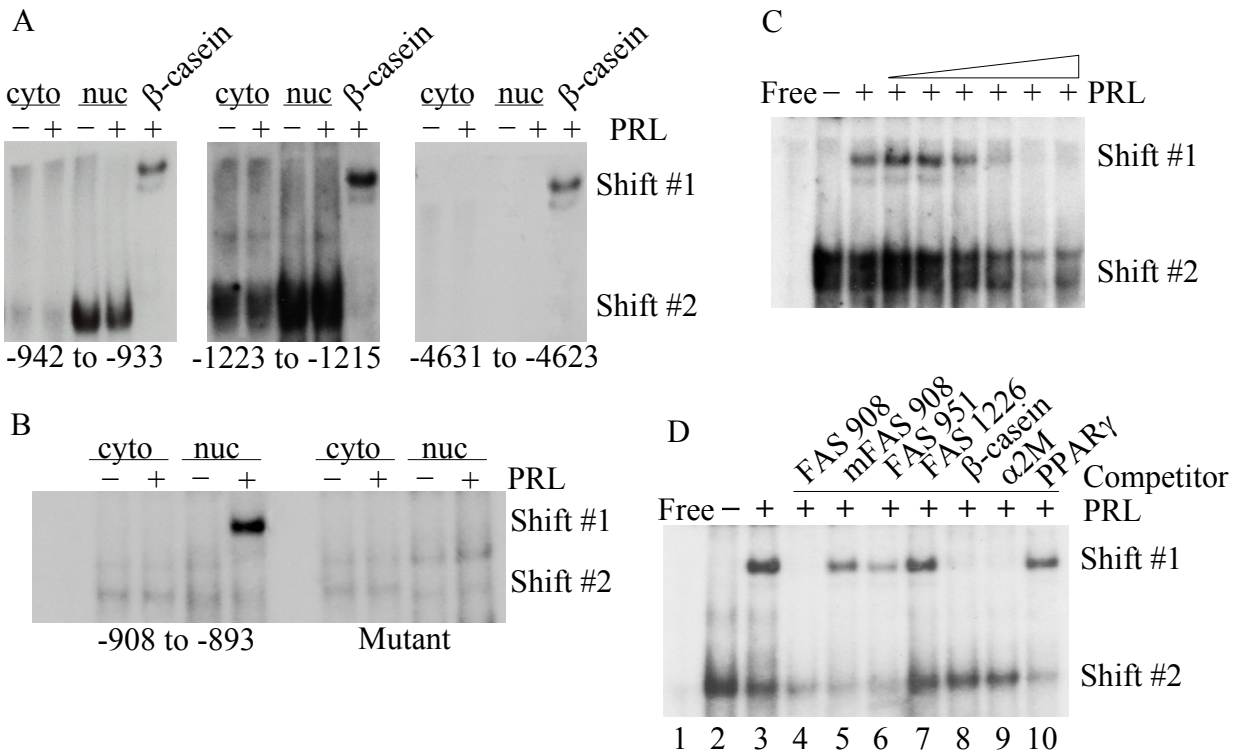 A
cyto nuc β-casein
− + − + +
cyto nuc β-casein
− + − + +
cyto nuc β-casein
− + − + + PRL
Shift #1
Shift #2
-942 to -933
-1223 to -1215
-4631 to -4623
B
cyto nuc cyto nuc
− + − + − + − + PRL
Shift #1
Shift #2
-908 to -893
Mutant
C
Free − + + + + + + + PRL
Shift #1
Shift #2
D
FAS 908 mFAS 908 FAS 951 FAS 1226 β-casein α2M PPARγ Competitor
Free − + + + + + + + + PRL
Shift #1
Shift #2
1 2 3 4 5 6 7 8 9 10